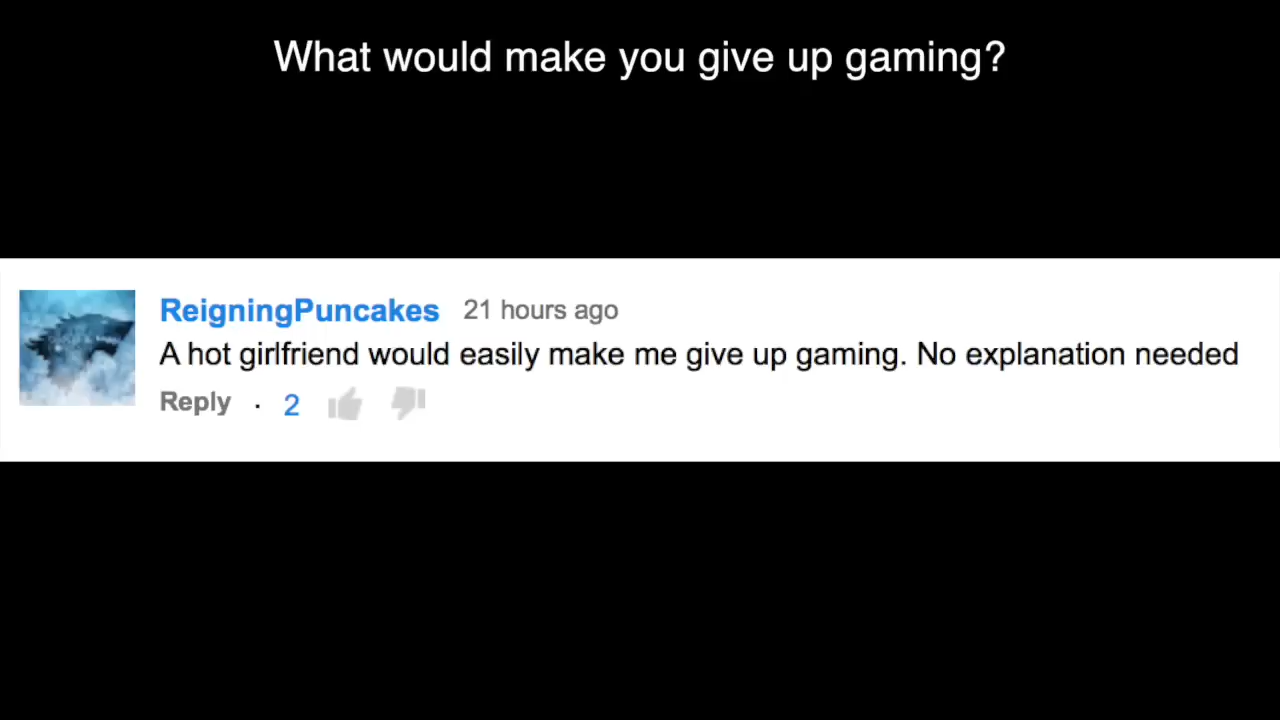 What would make you give up gaming?
ReigningPuncakes 21 hours ago
A hot girlfriend would easily make me give up gaming. No explanation needed
Reply · 2